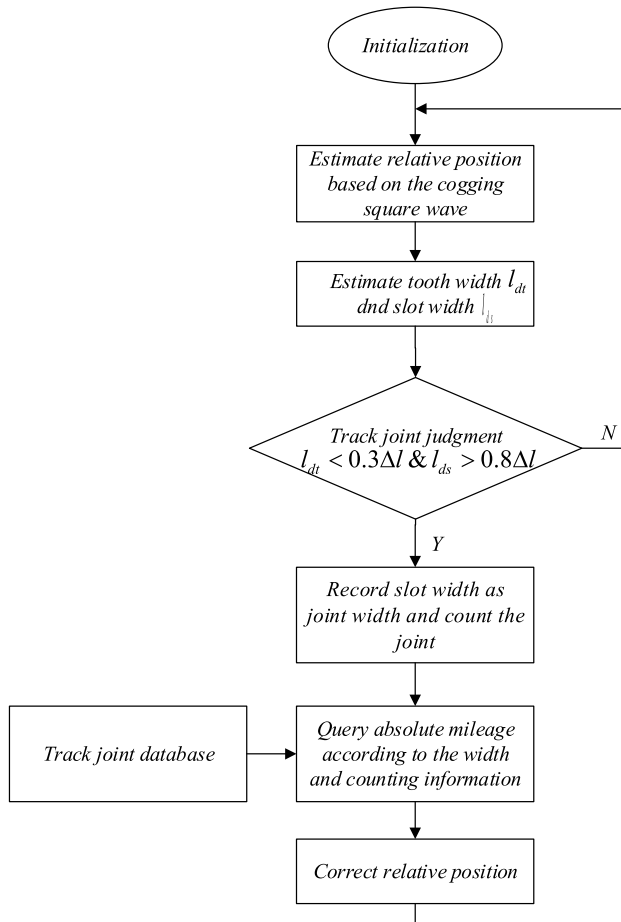 Initialization
Estimate relative position
based on the cogging
square wave
Estimate tooth width l_dt
dnd slot width l_ds
Track joint judgment
l_dt < 0.3Δl & l_ds > 0.8Δl
N
Y
Record slot width as
joint width and count the
joint
Track joint database
Query absolute mileage
according to the width
and counting information
Correct relative position